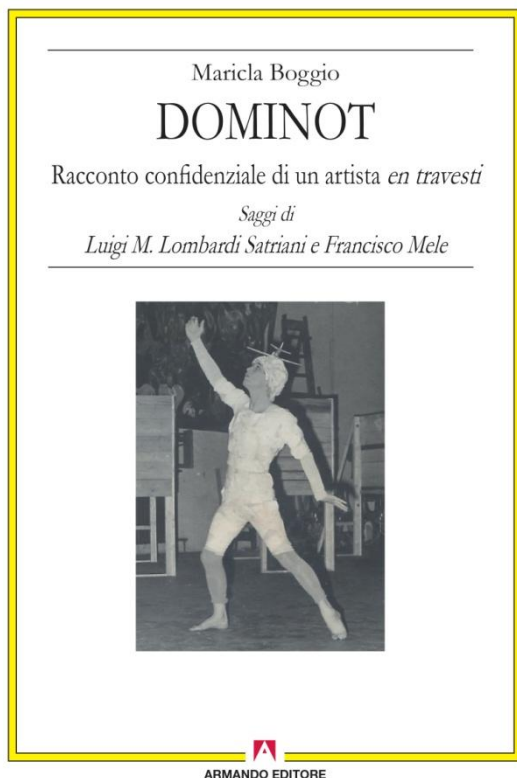 Maricla Boggio
DOMINOT
Racconto confidenziale di un artista en travesti
Saggi di
Luigi M. Lombardi Satriani e Francisco Mele
ARMANDO EDITORE